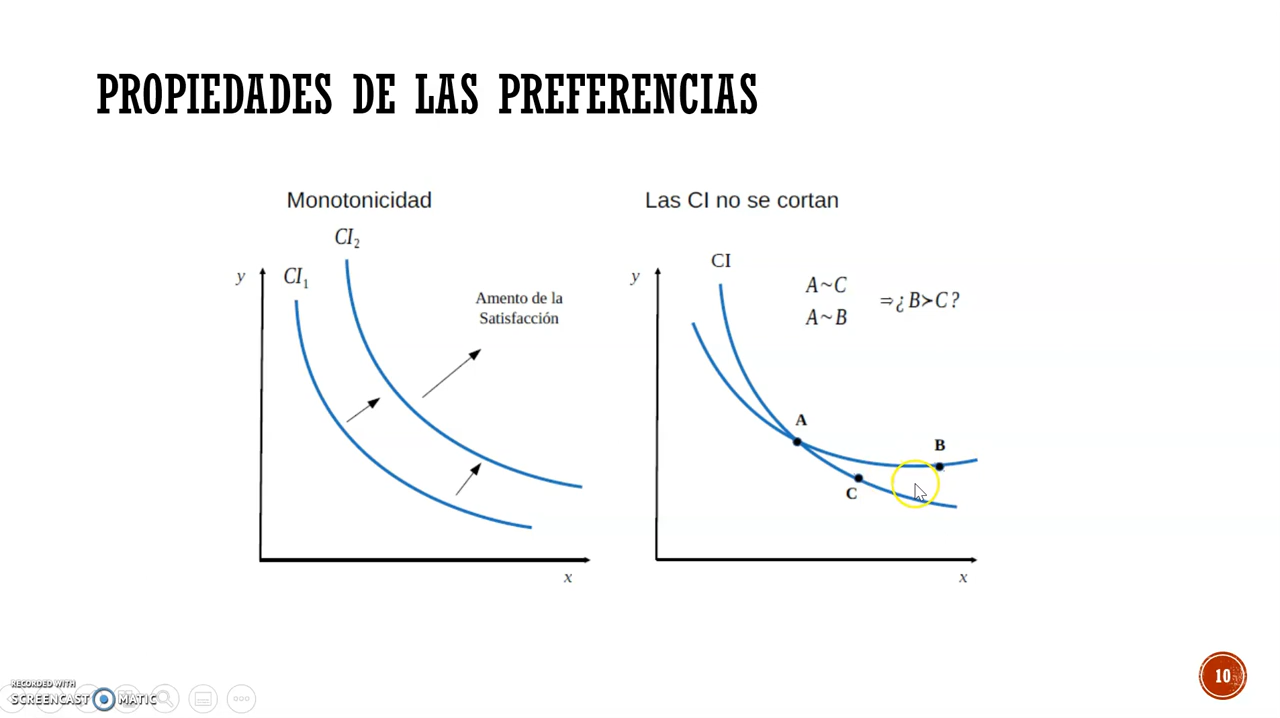 PROPIEDADES DE LAS PREFERENCIAS
Monotonicidad
CI₂
CI₁
y
Amento de la
Satisfacción
x
Las CI no se cortan
CI
y
A~C
A~B
⇒¿B≻C?
A
B
C
x
10
RECORDED WITH
SCREENCAST MATIC